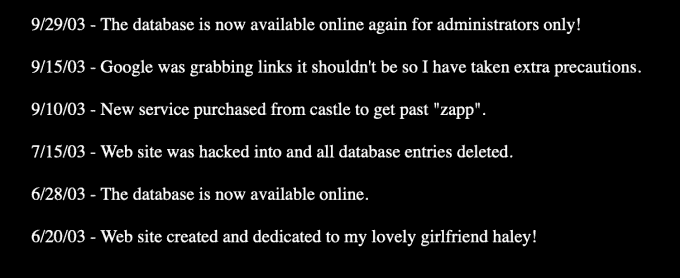 9/29/03 - The database is now available online again for administrators only!
9/15/03 - Google was grabbing links it shouldn't be so I have taken extra precautions.
9/10/03 - New service purchased from castle to get past "zapp".
7/15/03 - Web site was hacked into and all database entries deleted.
6/28/03 - The database is now available online.
6/20/03 - Web site created and dedicated to my lovely girlfriend haley!